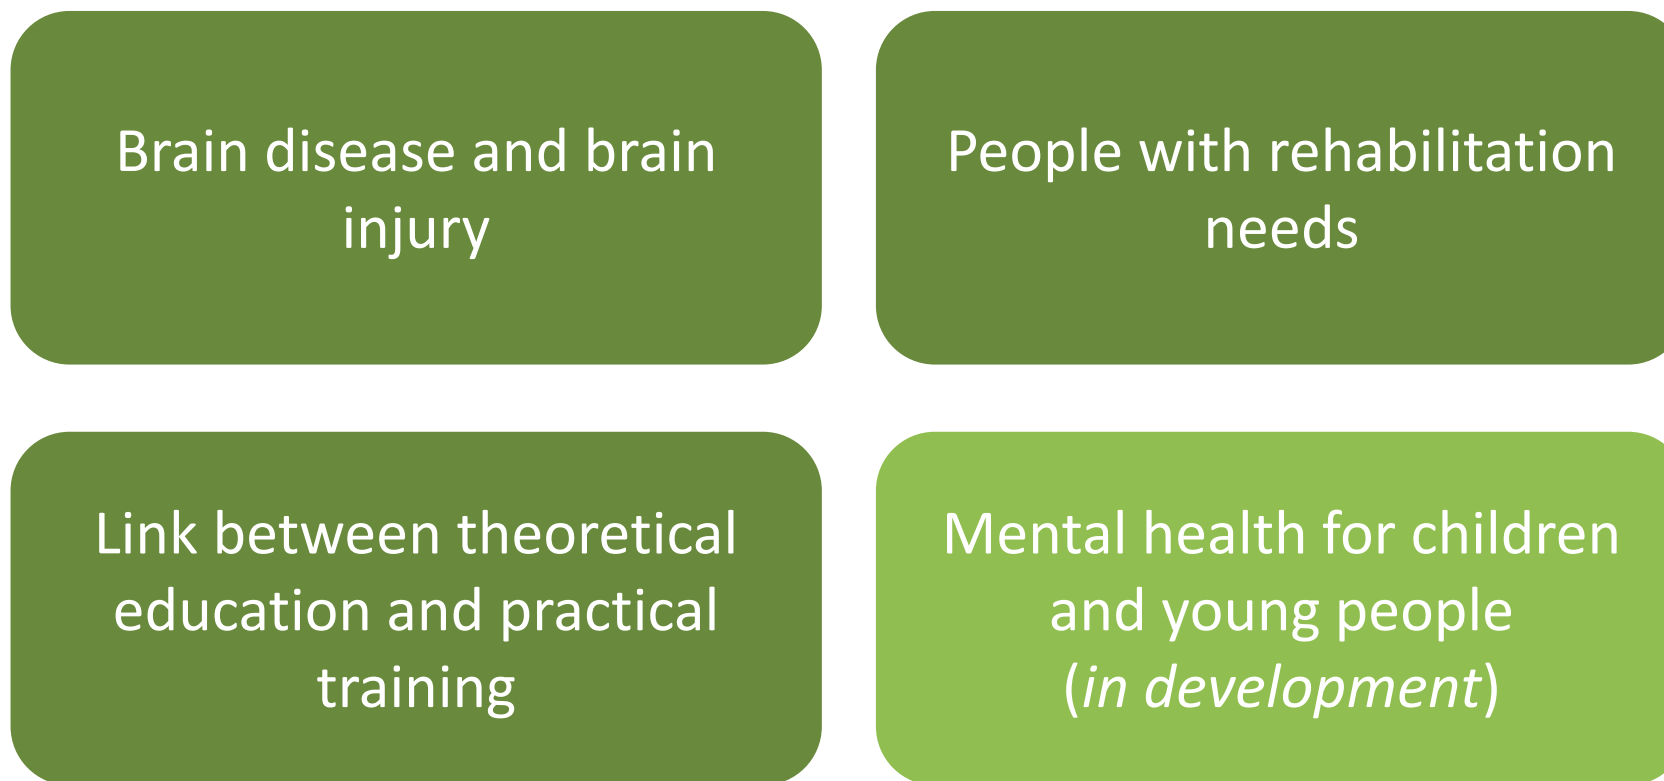 Brain disease and brain
injury
People with rehabilitation
needs
Link between theoretical
education and practical
training
Mental health for children
and young people
(in development)